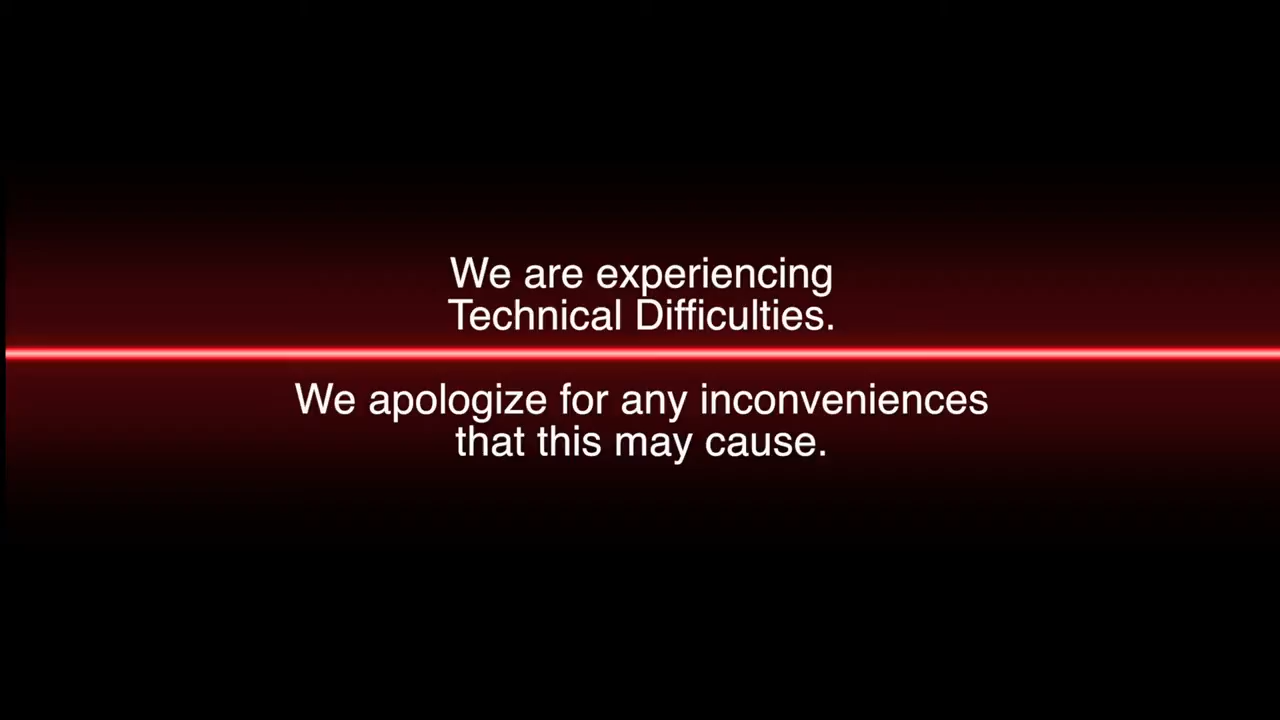 We are experiencing
Technical Difficulties.
We apologize for any inconveniences
that this may cause.